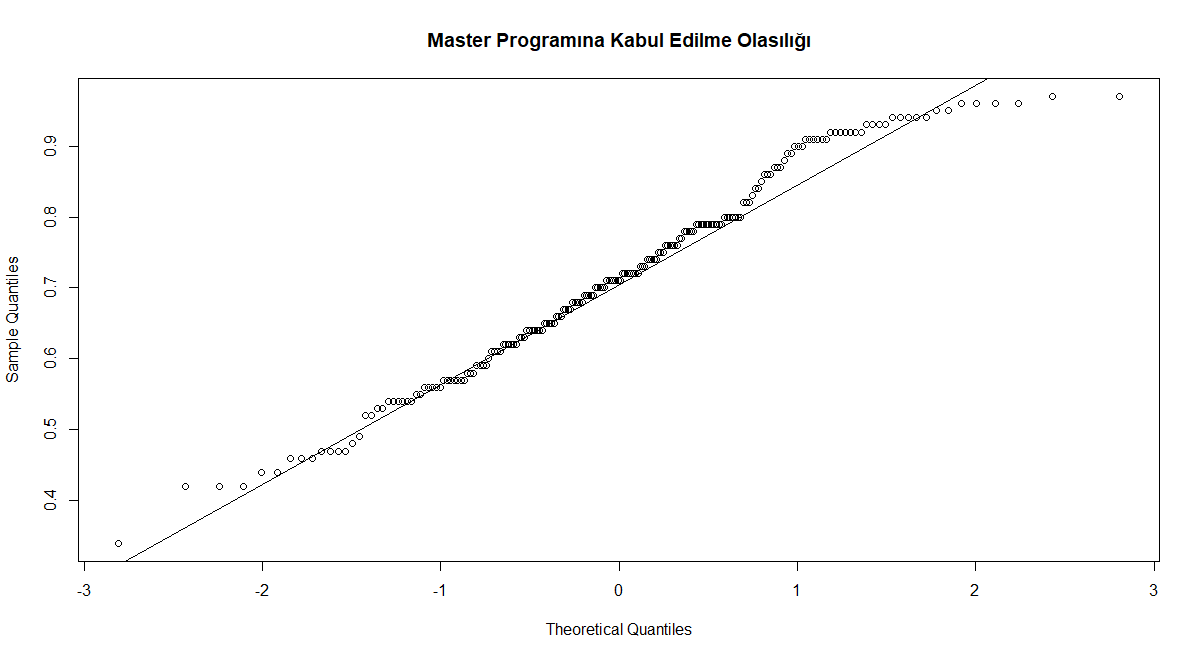 Master Programına Kabul Edilme Olasılığı
0.9
0.8
0.7
0.6
0.5
0.4
Sample Quantiles
-3 -2 -1 0 1 2 3
Theoretical Quantiles